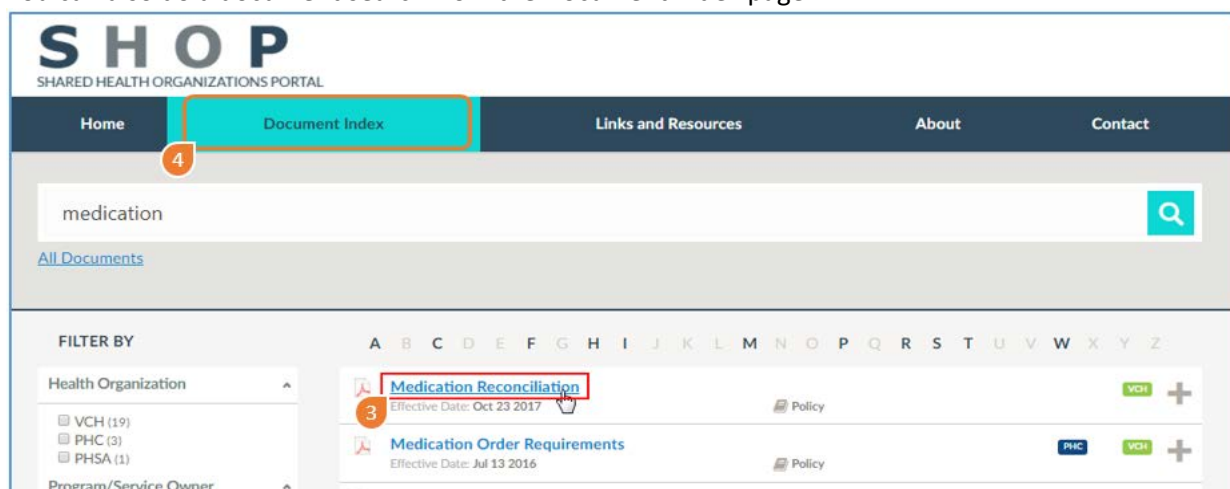 S H O P
SHARED HEALTH ORGANIZATIONS PORTAL
Home Document Index Links and Resources About Contact
4
medication
All Documents
FILTER BY
A B C D E F G H I J K L M N O P Q R S T U V W X Y Z
Health Organization
Medication Reconciliation VCH
3 Effective Date: Oct 23 2017 Policy
VCH (19)
PHC (3)
Medication Order Requirements PHC VCH
PHSA (1)
Effective Date: Jul 13 2016 Policy
Program/Service Owner